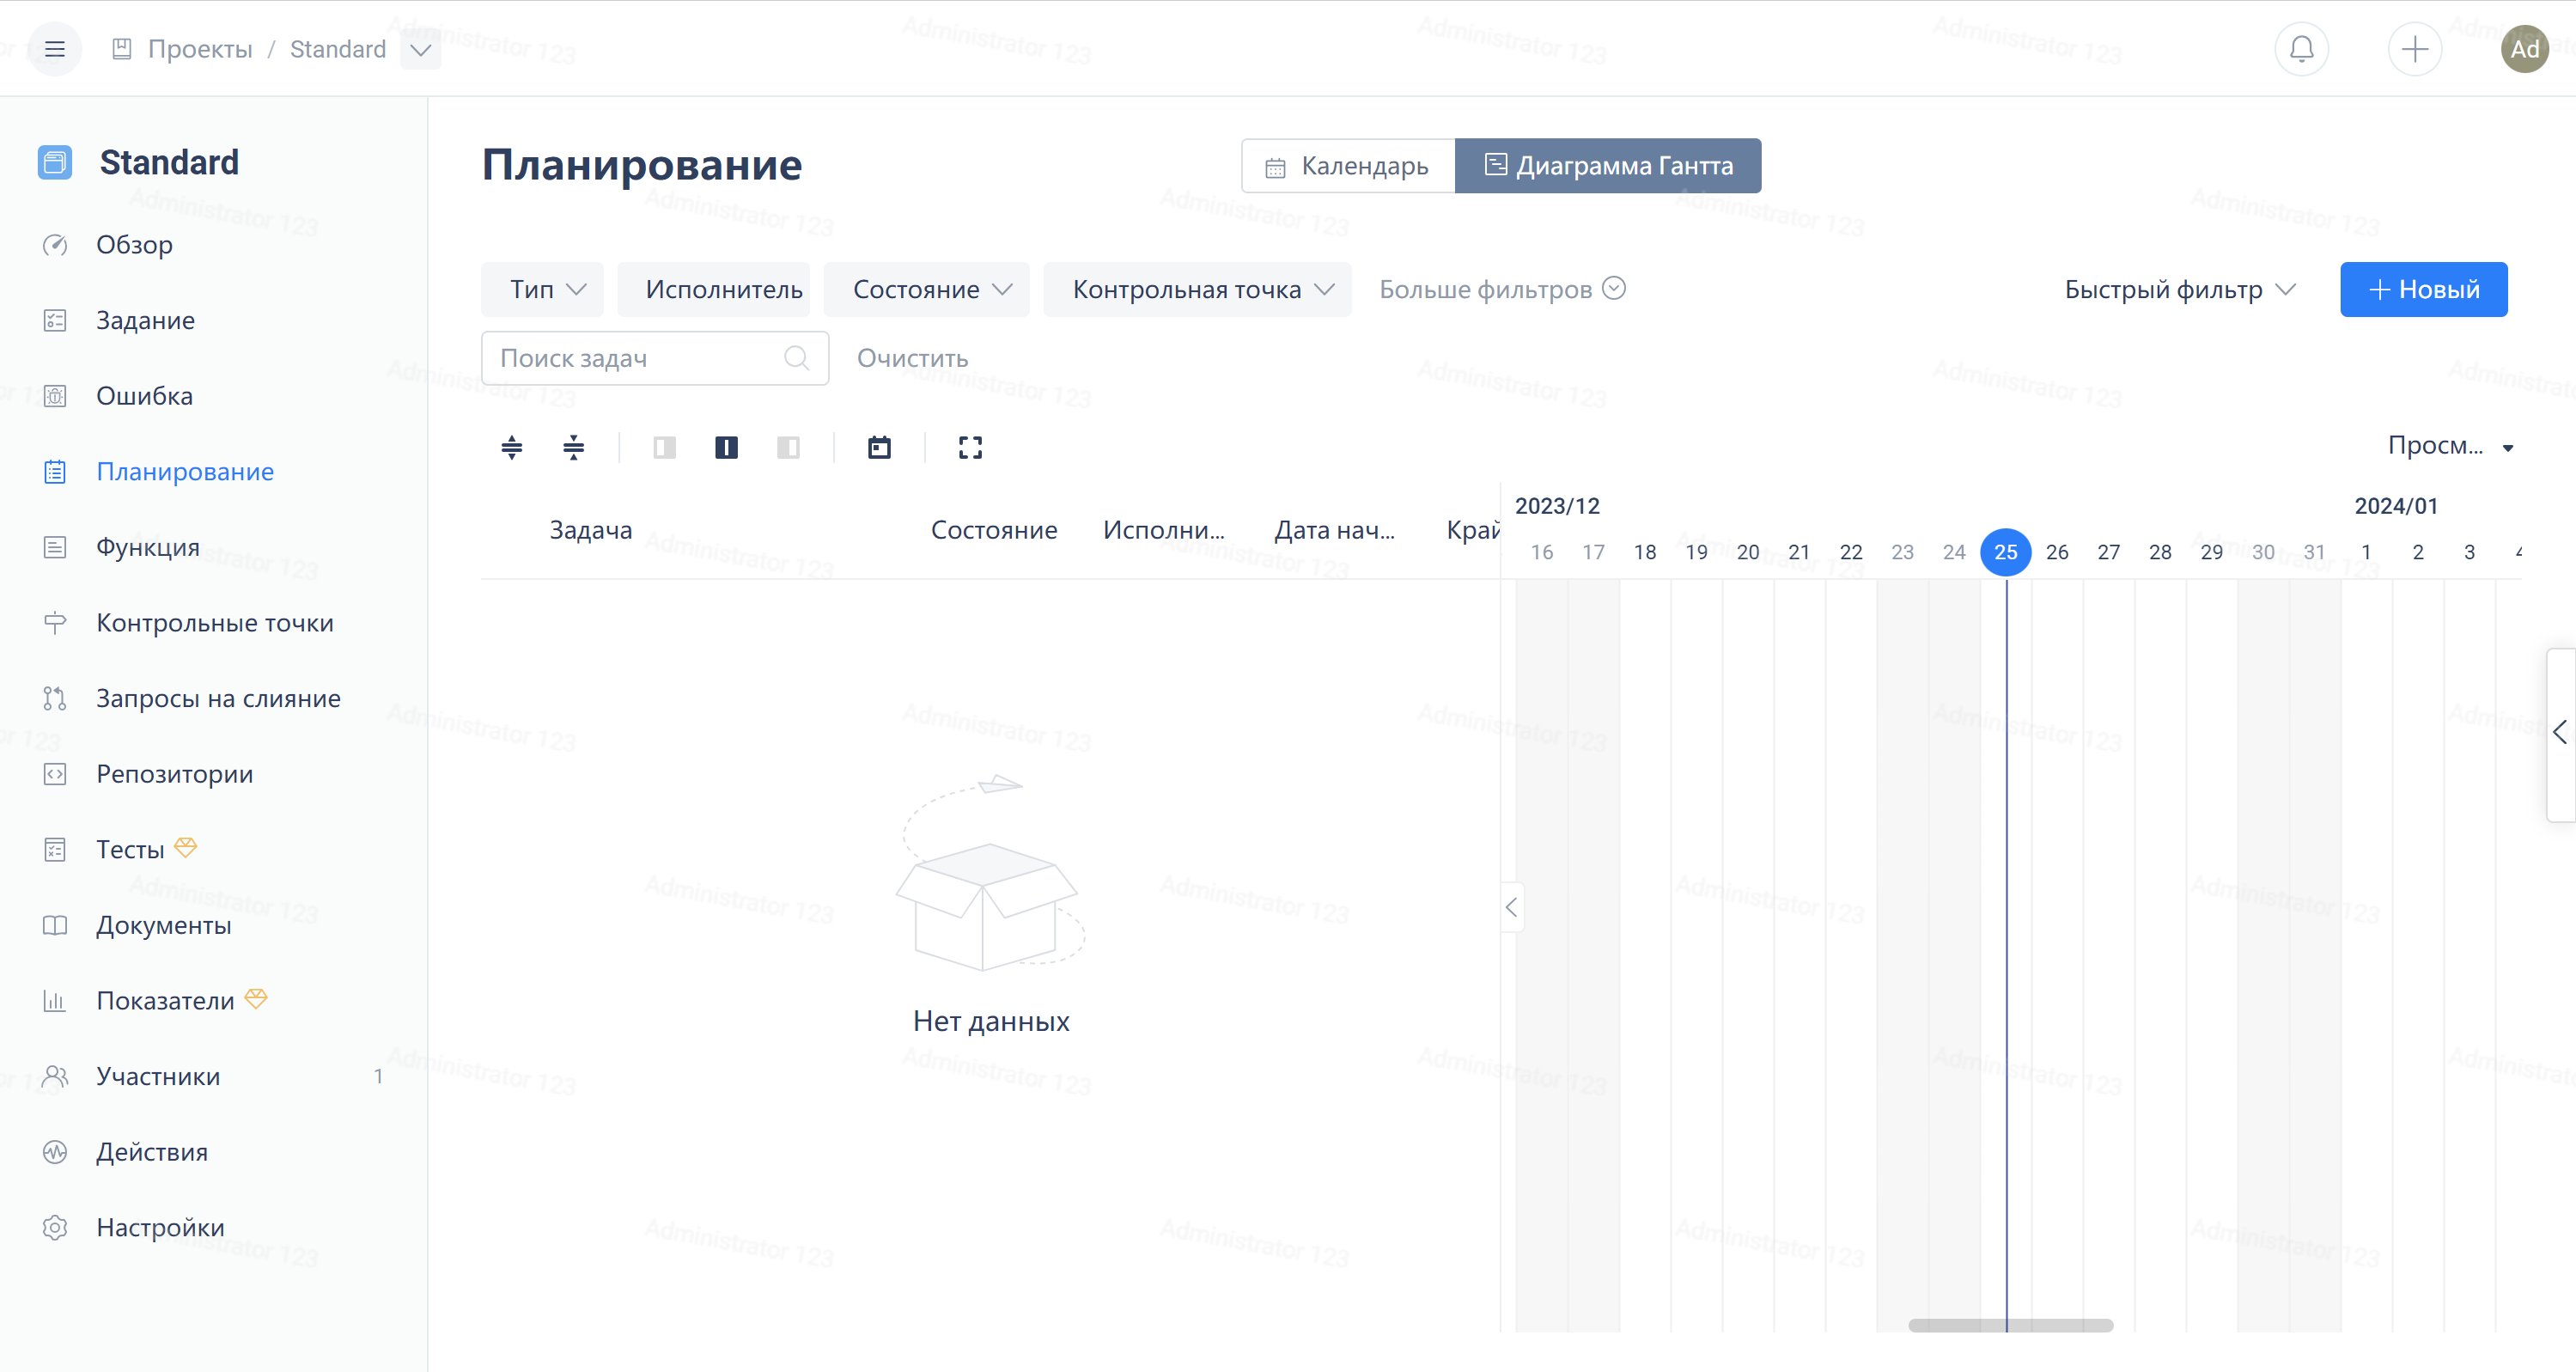 Проекты / Standard
Ad
Standard
Обзор
Задание
Ошибка
Планирование
Функция
Контрольные точки
Запросы на слияние
Репозитории
Тесты
Документы
Показатели
Участники 1
Действия
Настройки
Планирование
Календарь
Диаграмма Гантта
Тип
Исполнитель
Состояние
Контрольная точка
Больше фильтров
Быстрый фильтр
Новый
Поиск задач
Очистить
Просм...
Задача Состояние Исполни... Дата нач... Край
2023/12 2024/01
16 17 18 19 20 21 22 23 24 25 26 27 28 29 30 31 1 2 3
Нет данных
Administrator 123